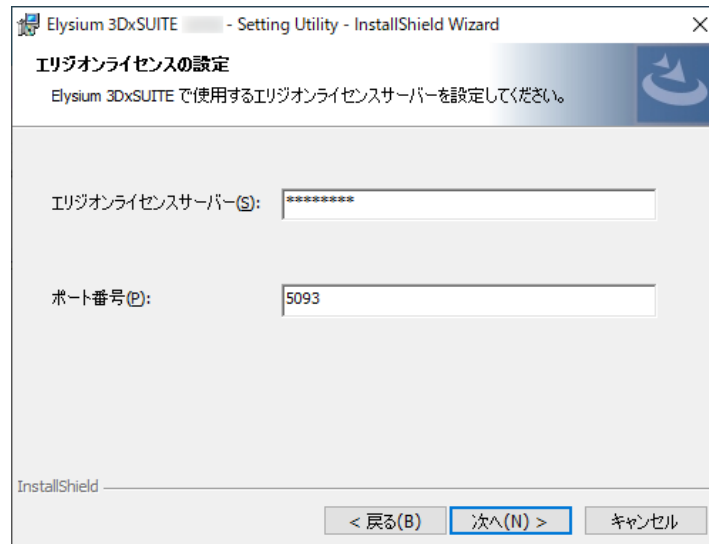 Elysium 3DxSUITE - Setting Utility - InstallShield Wizard
エリジオンライセンスの設定
Elysium 3DxSUITE で使用するエリジオンライセンスサーバーを設定してください。
エリジオンライセンスサーバー(S): ********
ポート番号(P): 5093
InstallShield
< 戻る(B) 次へ(N) > キャンセル